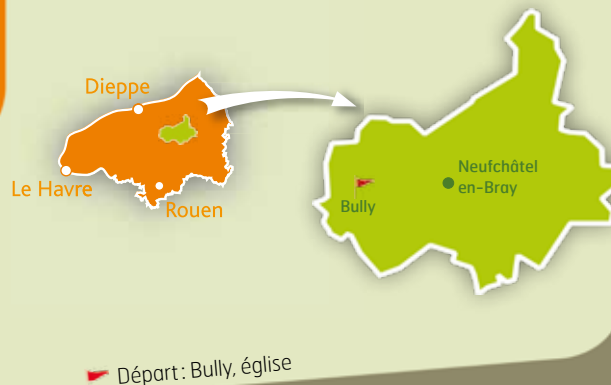 Dieppe
Le Havre
Rouen
Neufchâtel
en-Bray
Bully
Départ : Bully, église